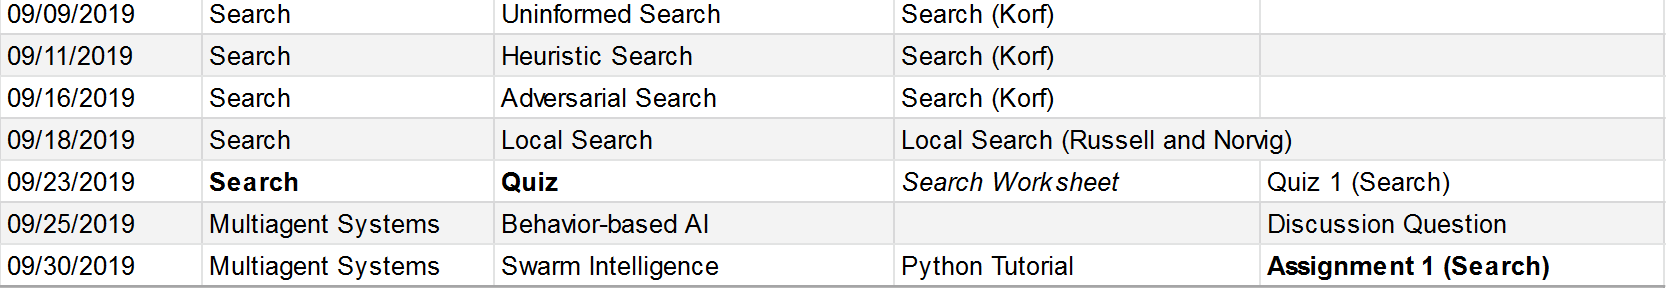 09/09/2019 Search Uninformed Search Search (Korf)
09/11/2019 Search Heuristic Search Search (Korf)
09/16/2019 Search Adversarial Search Search (Korf)
09/18/2019 Search Local Search Local Search (Russell and Norvig)
09/23/2019 Search Quiz Search Worksheet Quiz 1 (Search)
09/25/2019 Multiagent Systems Behavior-based AI Discussion Question
09/30/2019 Multiagent Systems Swarm Intelligence Python Tutorial Assignment 1 (Search)